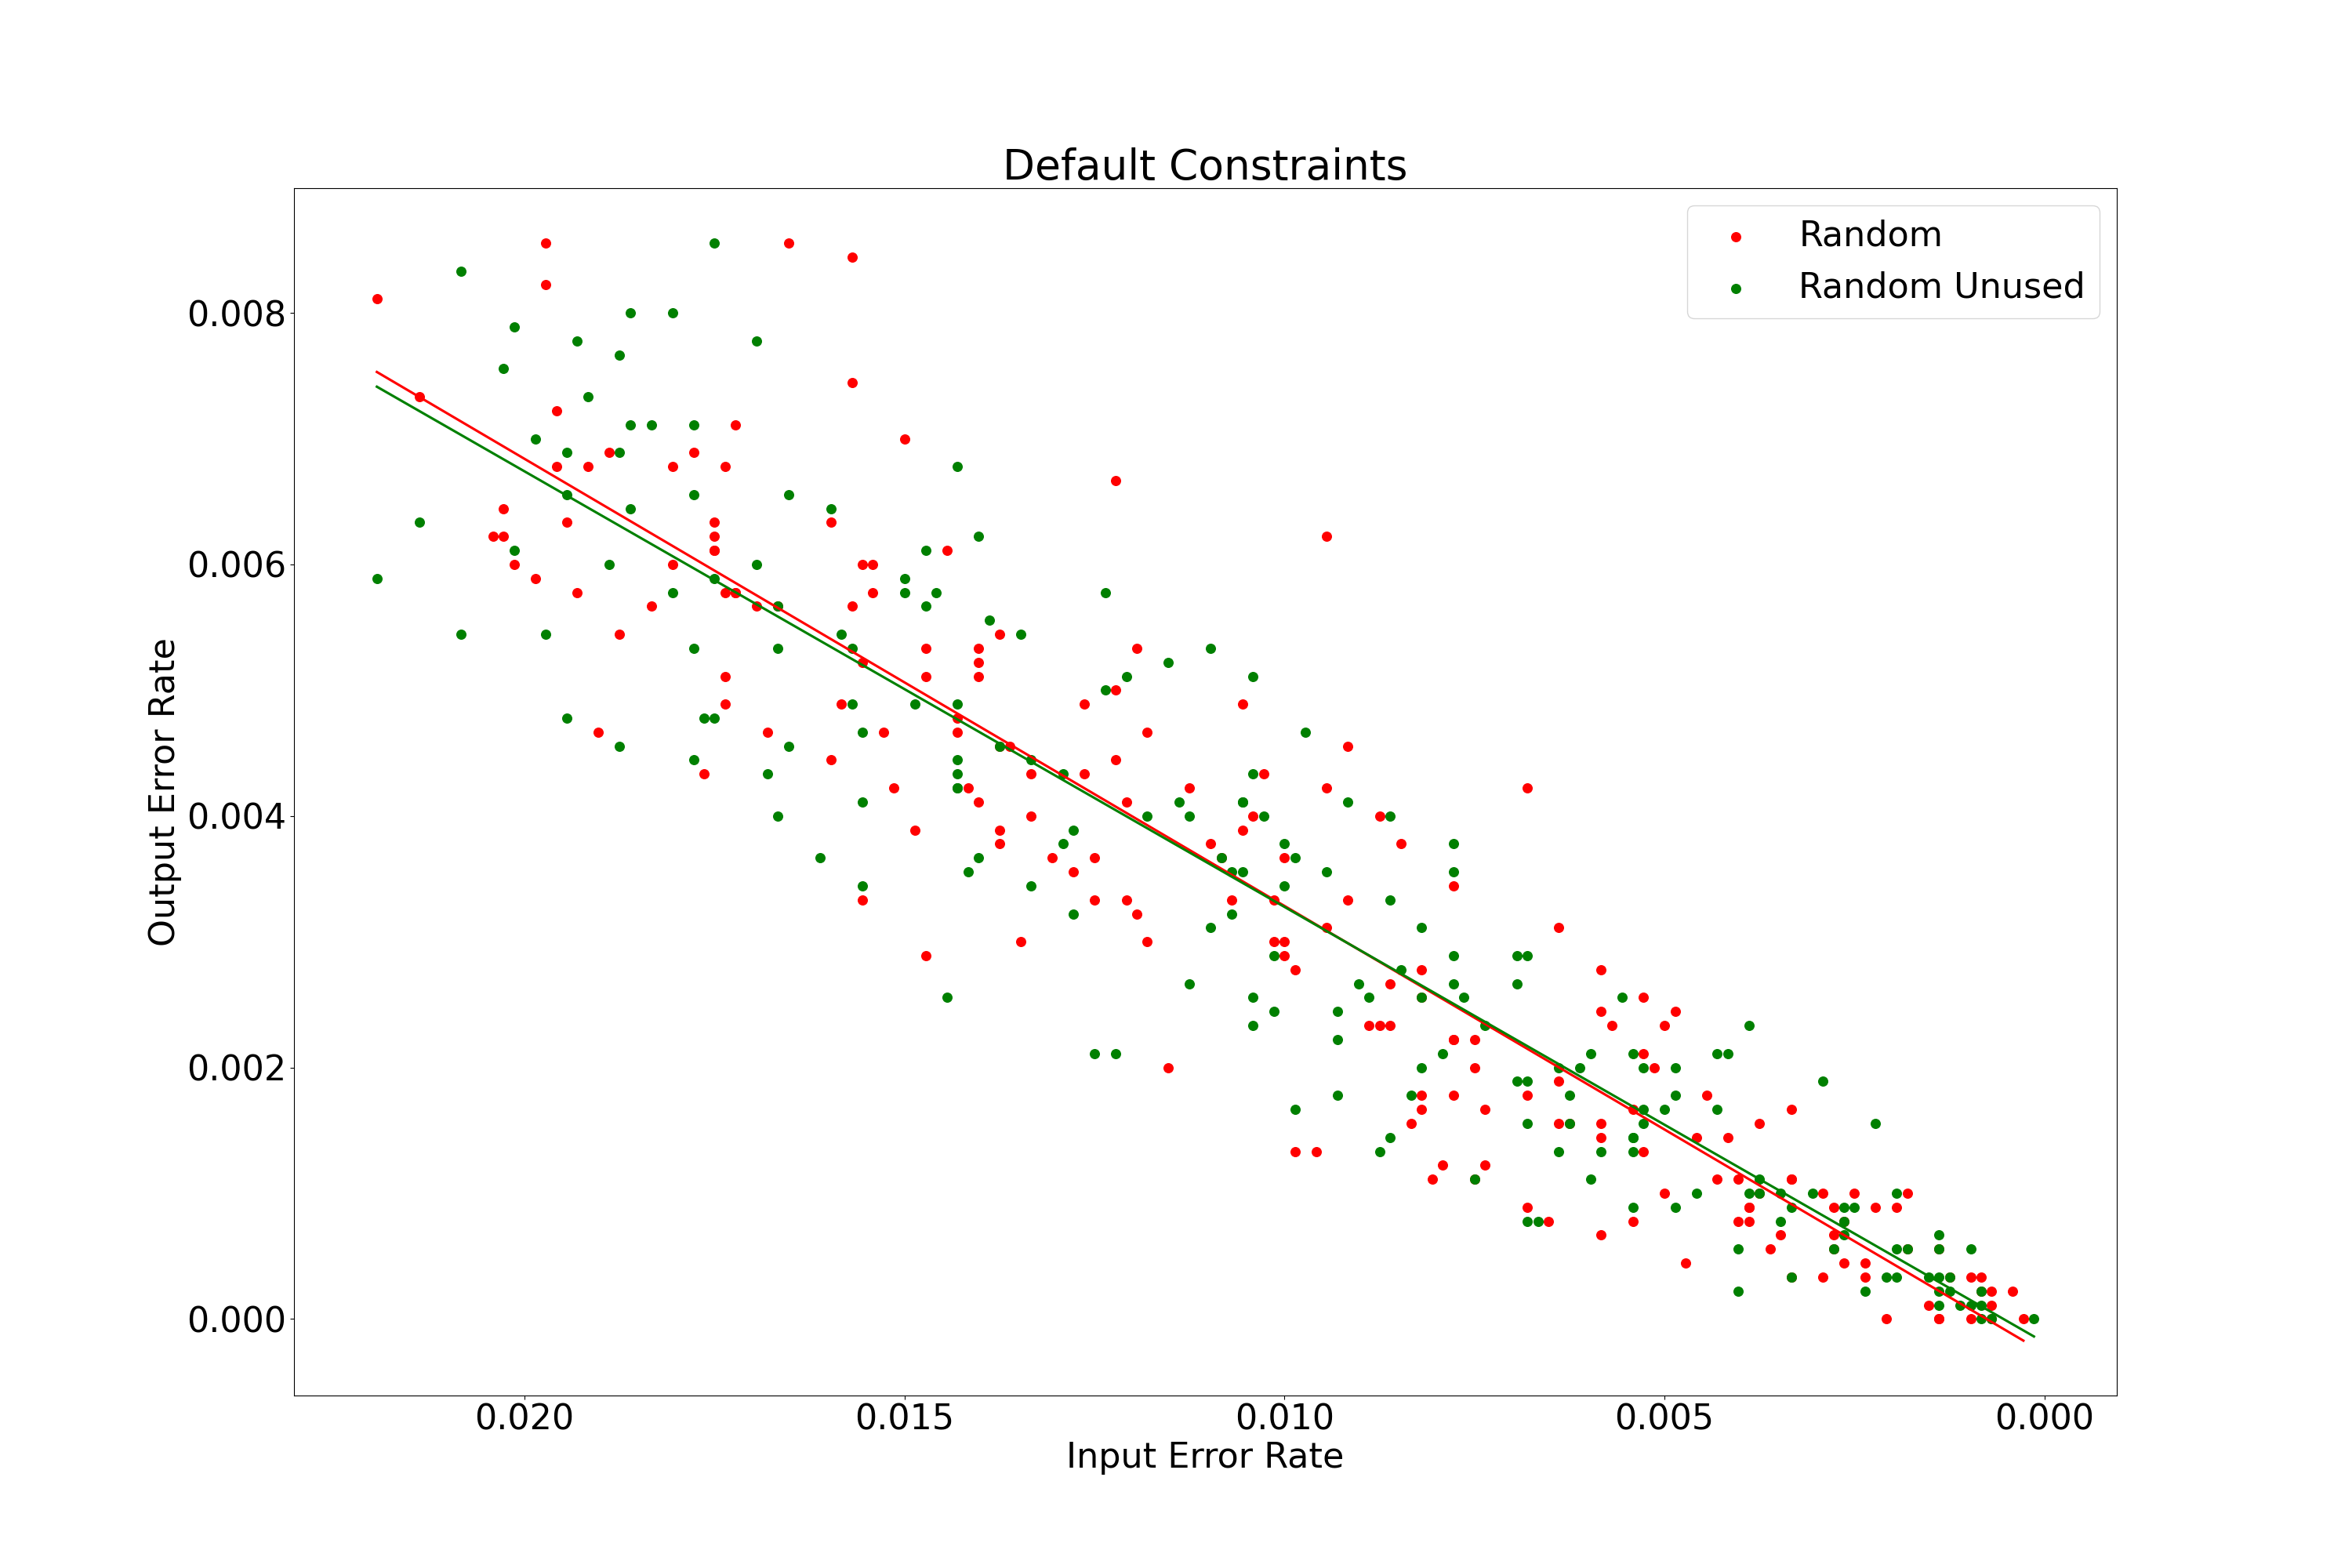 Default Constraints
Random
Random Unused
Output Error Rate
0.008
0.006
0.004
0.002
0.000
0.020 0.015 0.010 0.005 0.000
Input Error Rate